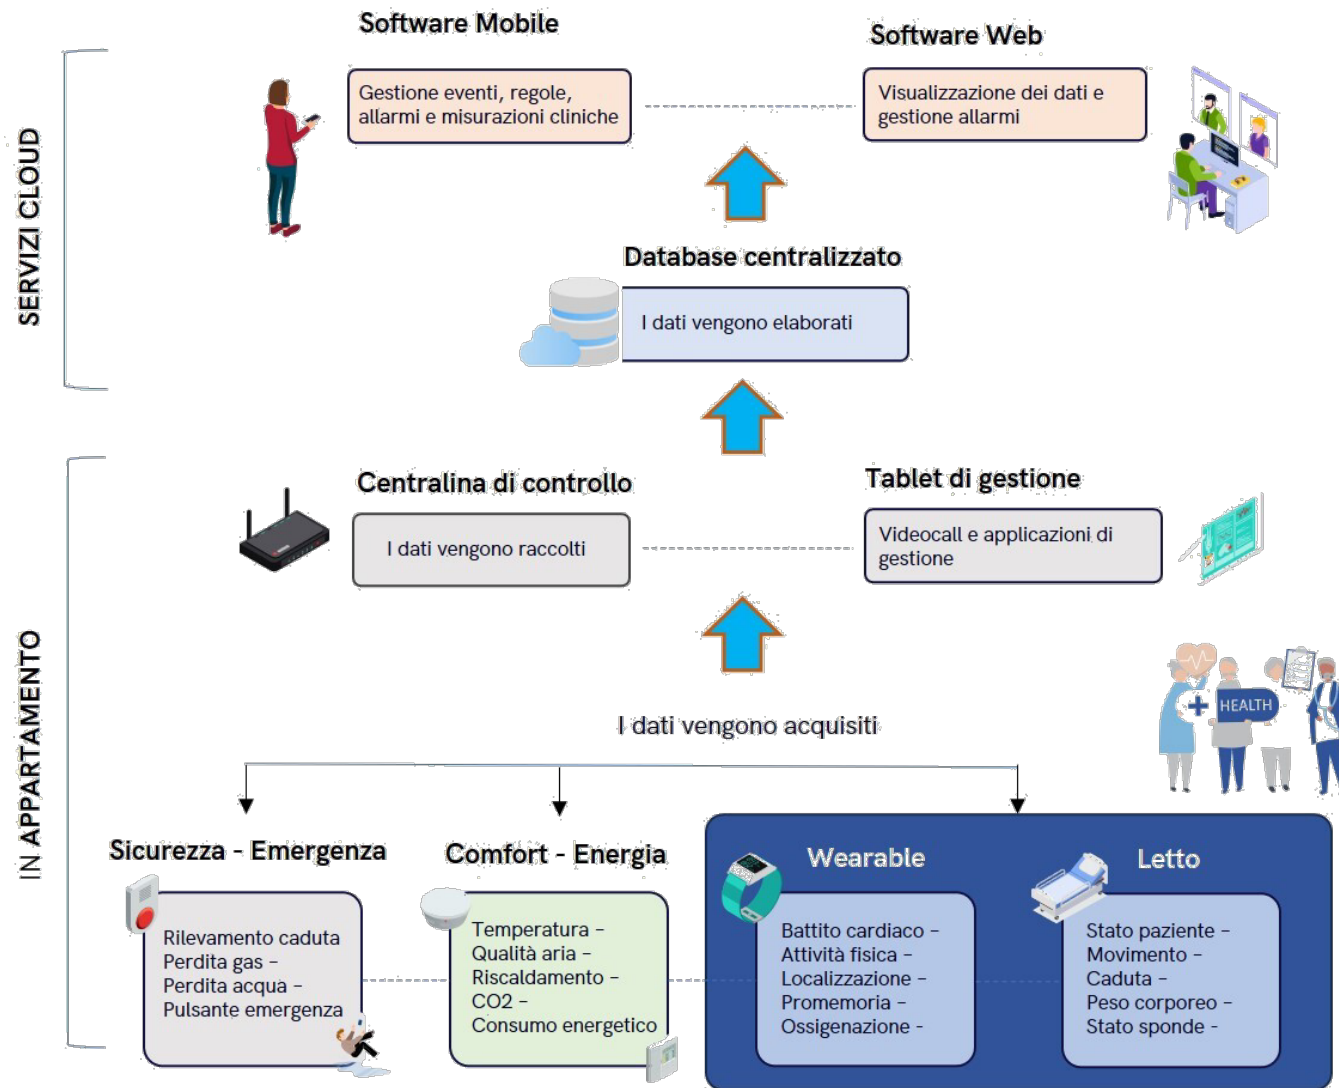 Software Mobile
Software Web
Gestione eventi, regole,
allarmi e misurazioni cliniche
Visualizzazione dei dati e
gestione allarmi
SERVIZI CLOUD
Database centralizzato
I dati vengono elaborati
Centralina di controllo
Tablet di gestione
I dati vengono raccolti
Videocall e applicazioni di
gestione
IN APPARTAMENTO
HEALTH
I dati vengono acquisiti
Sicurezza - Emergenza
Rilevamento caduta
Perdita gas –
Perdita acqua –
Pulsante emergenza
Comfort - Energia
Temperatura –
Qualità aria –
Riscaldamento –
CO2 –
Consumo energetico
Wearable
Battito cardiaco –
Attività fisica –
Localizzazione –
Promemoria –
Ossigenazione -
Letto
Stato paziente –
Movimento –
Caduta –
Peso corporeo –
Stato sponde -